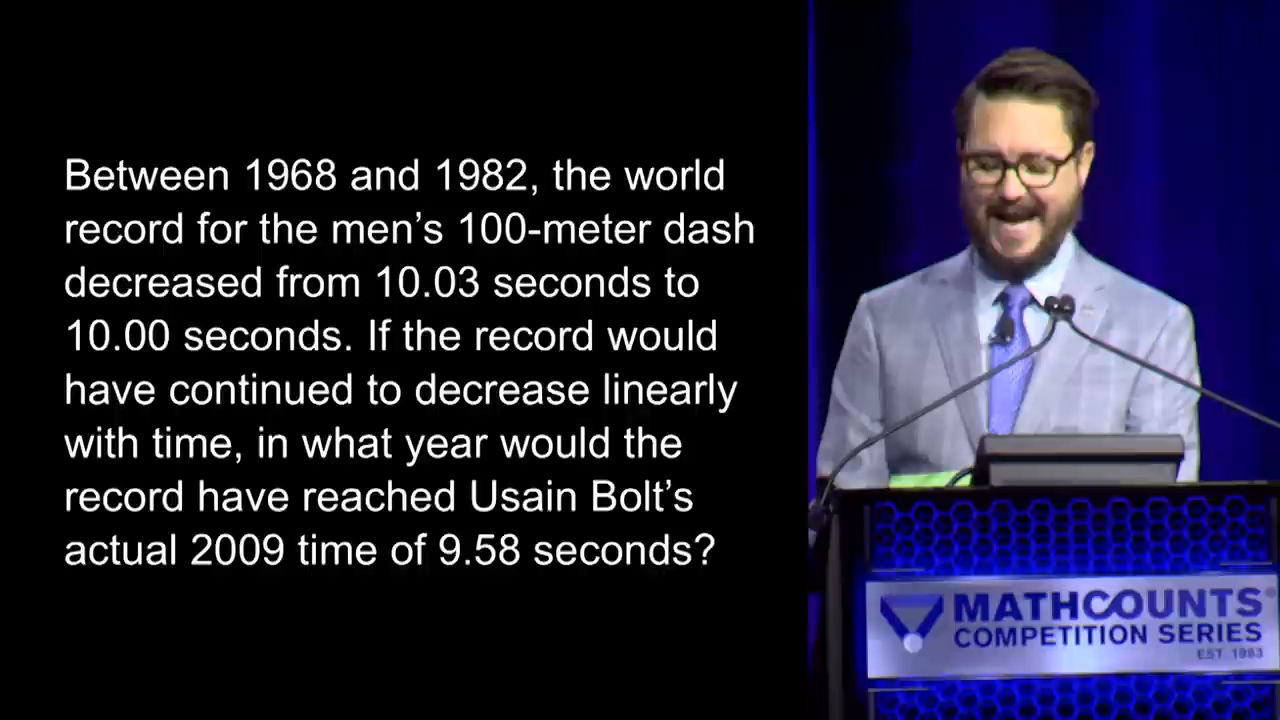 Between 1968 and 1982, the world
record for the men's 100-meter dash
decreased from 10.03 seconds to
10.00 seconds. If the record would
have continued to decrease linearly
with time, in what year would the
record have reached Usain Bolt's
actual 2009 time of 9.58 seconds?
MATHCOUNTS®
COMPETITION SERIES
EST. 1983